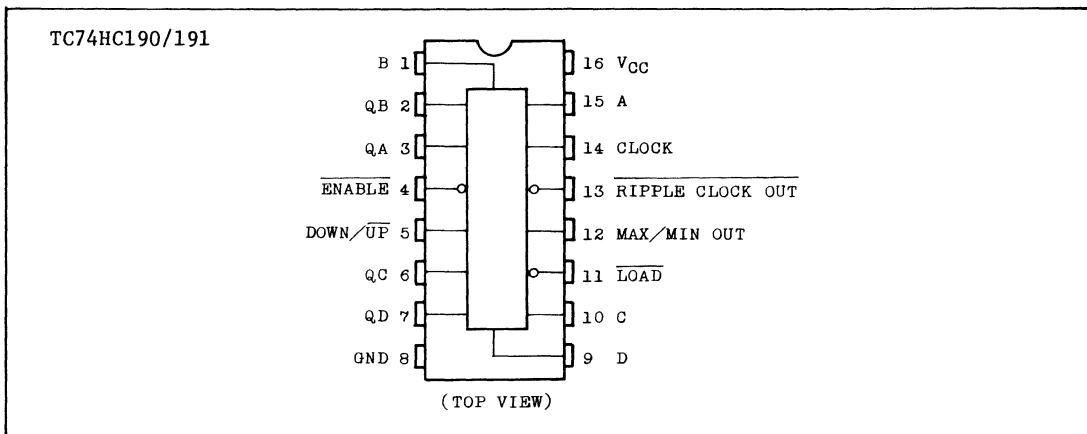 TC74HC190/191
B 1 16 VCC
QB 2 15 A
QA 3 14 CLOCK
ENABLE 4 13 RIPPLE CLOCK OUT
DOWN/UP 5 12 MAX/MIN OUT
QC 6 11 LOAD
QD 7 10 C
GND 8 9 D
(TOP VIEW)